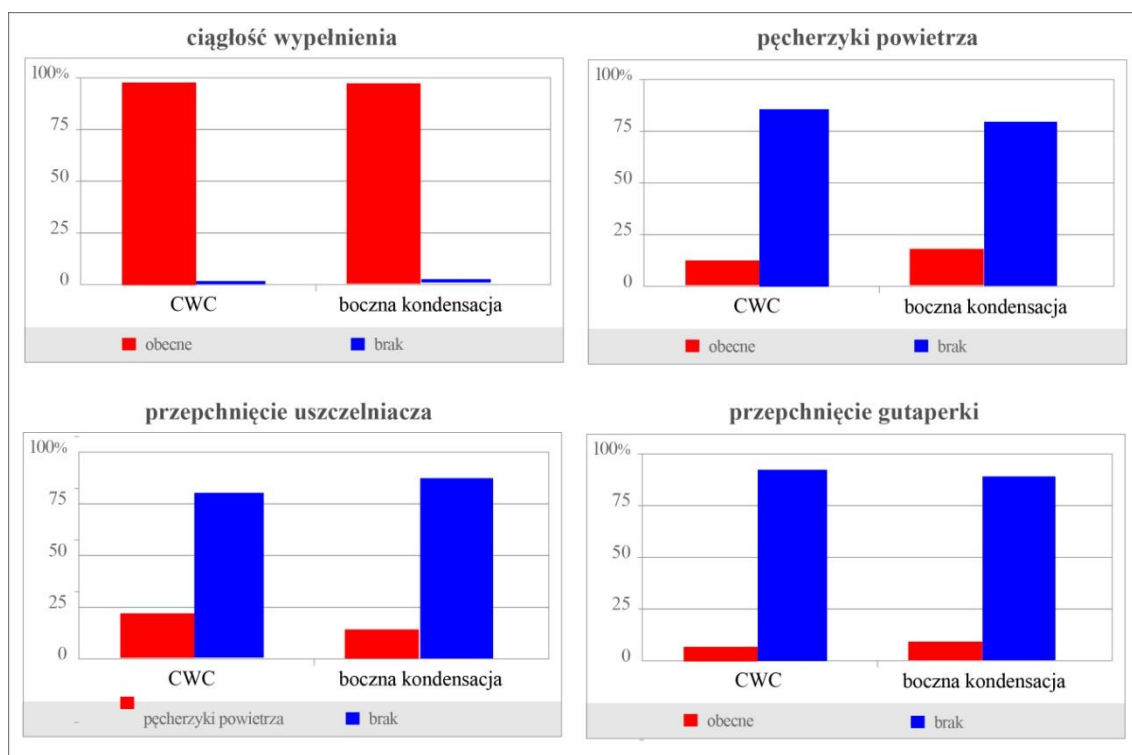 ciągłość wypełnienia
100%
75
50
25
0
CWC
boczna kondensacja
obecne
brak
pęcherzyki powietrza
100%
75
50
25
0
CWC
boczna kondensacja
obecne
brak
przepchnięcie uszczelniacza
100%
75
50
25
0
CWC
boczna kondensacja
pęcherzyki powietrza
brak
przepchnięcie gutaperki
100%
75
50
25
0
CWC
boczna kondensacja
obecne
brak